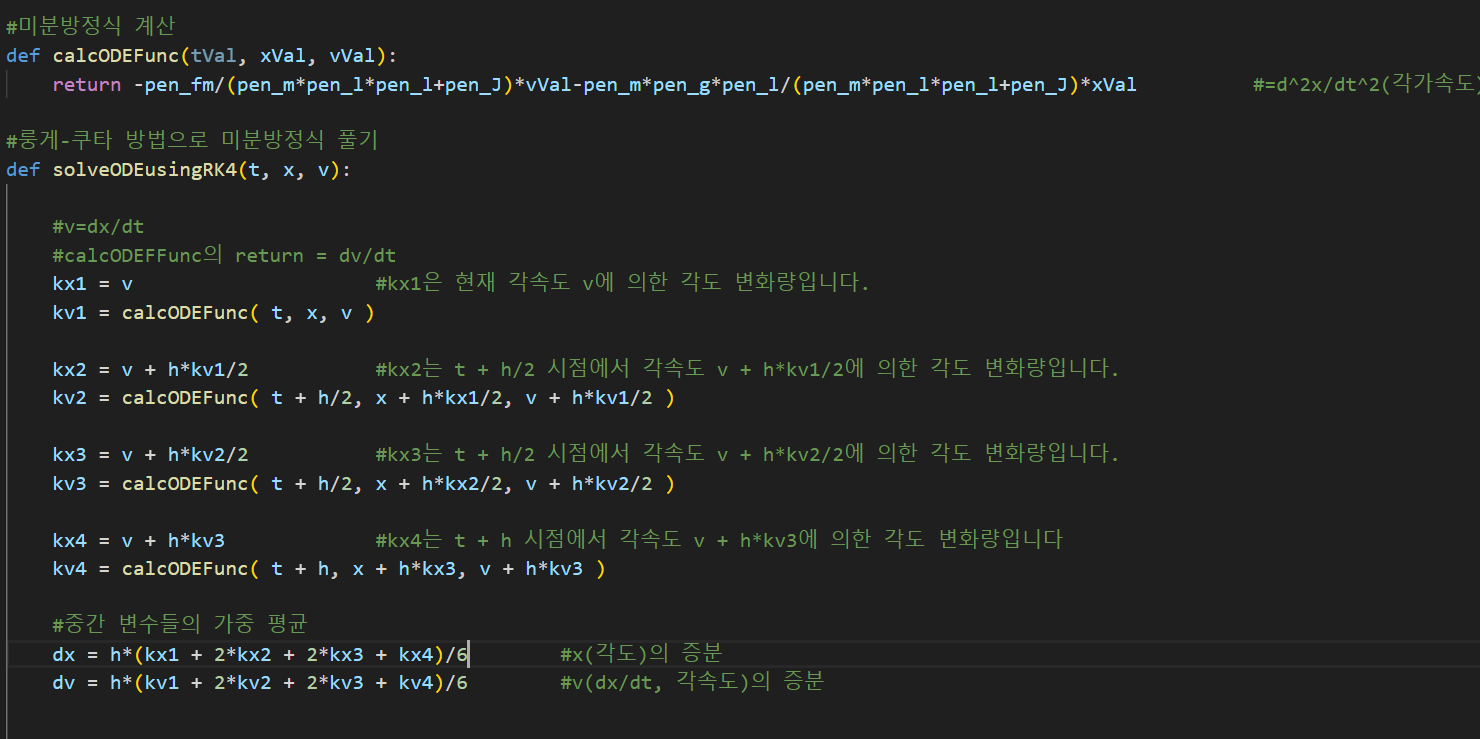 #미분방정식 계산
def calcODEFunc(tVal, xVal, vVal):
    return -pen_fm/(pen_m*pen_l*pen_l+pen_J)*vVal-pen_m*pen_g*pen_l/(pen_m*pen_l*pen_l+pen_J)*xVal          #=d^2x/dt^2(각가속도)
#룽게-쿠타 방법으로 미분방정식 풀기
def solveODEusingRK4(t, x, v):
    #v=dx/dt
    #calcODEFFunc의 return = dv/dt
    kx1 = v                     #kx1은 현재 각속도 v에 의한 각도 변화량입니다.
    kv1 = calcODEFunc( t, x, v )
    kx2 = v + h*kv1/2           #kx2는 t + h/2 시점에서 각속도 v + h*kv1/2에 의한 각도 변화량입니다.
    kv2 = calcODEFunc( t + h/2, x + h*kx1/2, v + h*kv1/2 )
    kx3 = v + h*kv2/2           #kx3는 t + h/2 시점에서 각속도 v + h*kv2/2에 의한 각도 변화량입니다.
    kv3 = calcODEFunc( t + h/2, x + h*kx2/2, v + h*kv2/2 )
    kx4 = v + h*kv3             #kx4는 t + h 시점에서 각속도 v + h*kv3에 의한 각도 변화량입니다
    kv4 = calcODEFunc( t + h, x + h*kx3, v + h*kv3 )
    #중간 변수들의 가중 평균
    dx = h*(kx1 + 2*kx2 + 2*kx3 + kx4)/6        #x(각도)의 증분
    dv = h*(kv1 + 2*kv2 + 2*kv3 + kv4)/6        #v(dx/dt, 각속도)의 증분